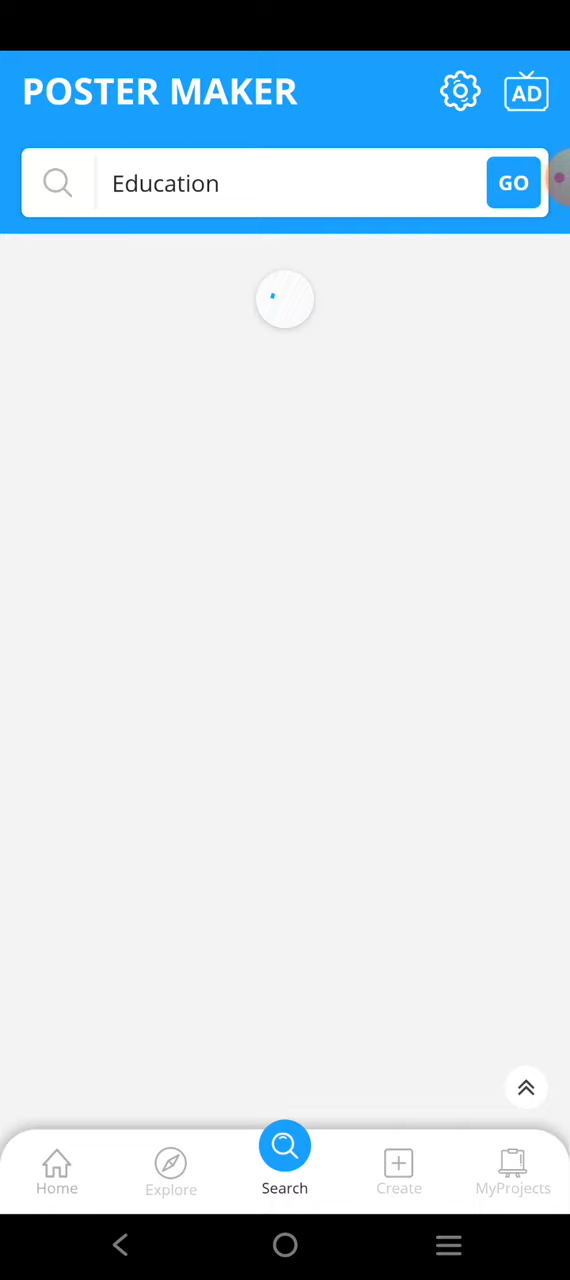 POSTER MAKER
AD
Education
GO
Home
Explore
Search
Create
MyProjects